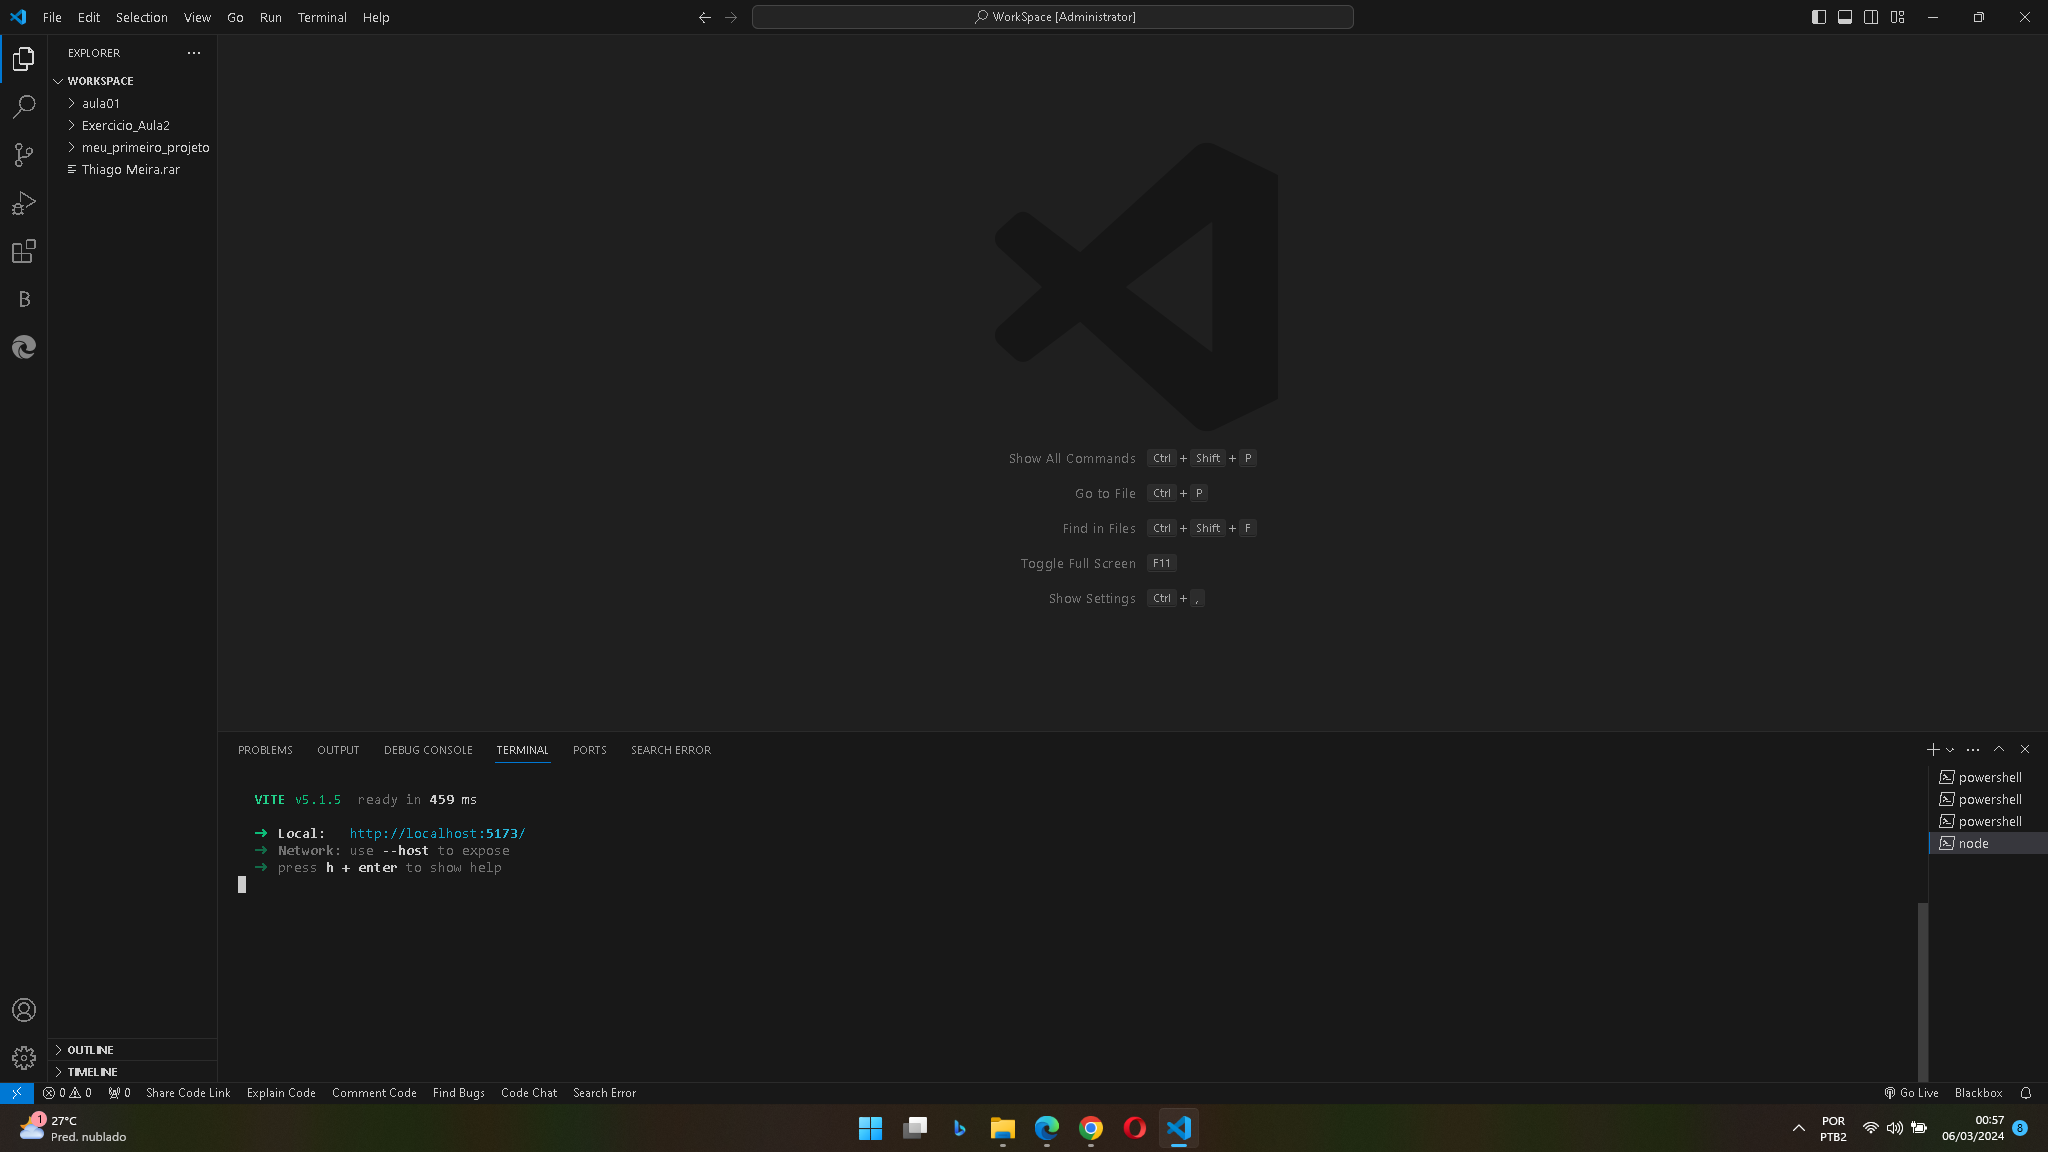 File Edit Selection View Go Run Terminal Help
WorkSpace [Administrator]
EXPLORER
WORKSPACE
aula01
Exercicio_Aula2
meu_primeiro_projeto
Thiago Meira.rar
B
Show All Commands Ctrl + Shift + P
Go to File Ctrl + P
Find in Files Ctrl + Shift + F
Toggle Full Screen F11
Show Settings Ctrl + ,
PROBLEMS OUTPUT DEBUG CONSOLE TERMINAL PORTS SEARCH ERROR
VITE v5.1.5 ready in 459 ms
➜ Local: http://localhost:5173/
➜ Network: use --host to expose
➜ press h + enter to show help
powershell
powershell
powershell
node
OUTLINE
TIMELINE
0 0 0 Share Code Link Explain Code Comment Code Find Bugs Code Chat Search Error Go Live Blackbox
1 27°C
Pred. nublado
POR
PTB2
00:57
06/03/2024
8